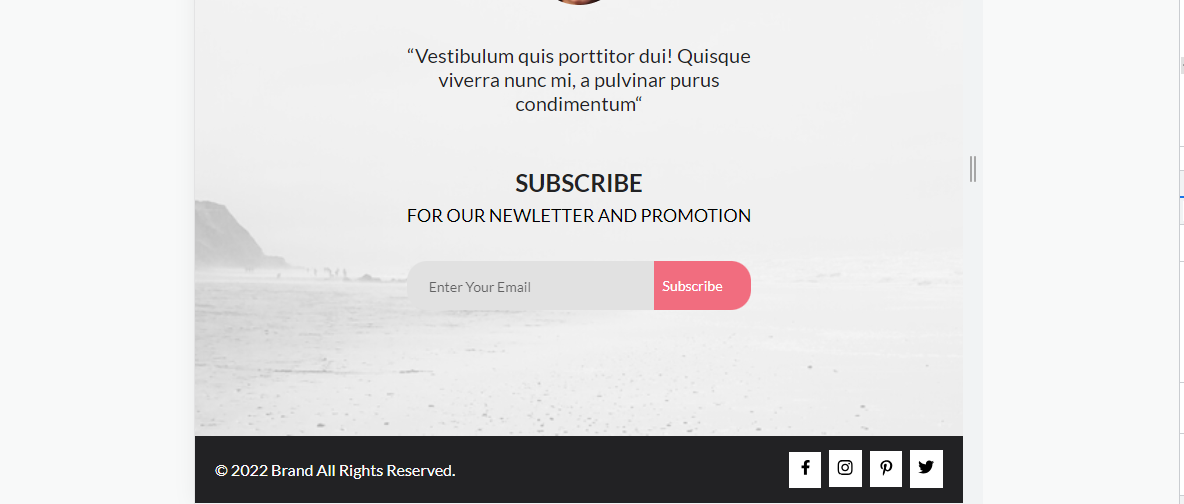 “Vestibulum quis porttitor dui! Quisque
viverra nunc mi, a pulvinar purus
condimentum“
SUBSCRIBE
FOR OUR NEWLETTER AND PROMOTION
Enter Your Email
Subscribe
© 2022 Brand All Rights Reserved.